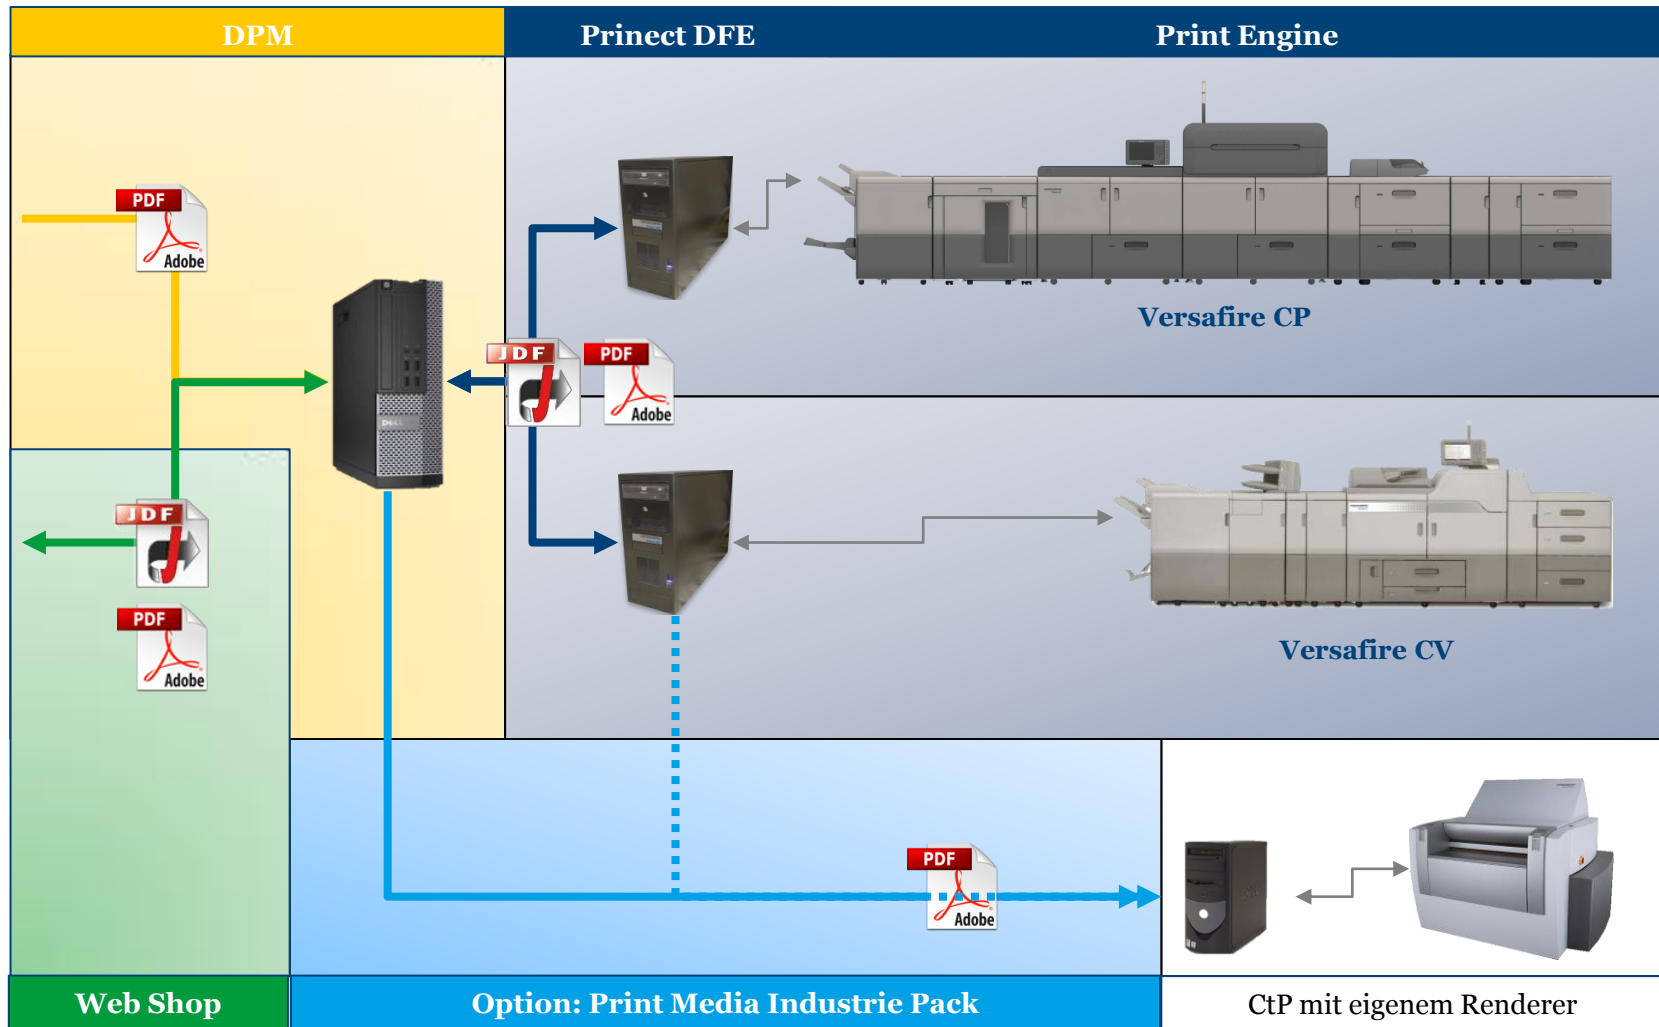 DPM
Prinect DFE
Print Engine
PDF
Adobe
Versafire CP
JDF
PDF
Adobe
DELL
JDF
PDF
Adobe
Versafire CV
PDF
Adobe
Web Shop
Option: Print Media Industrie Pack
CtP mit eigenem Renderer